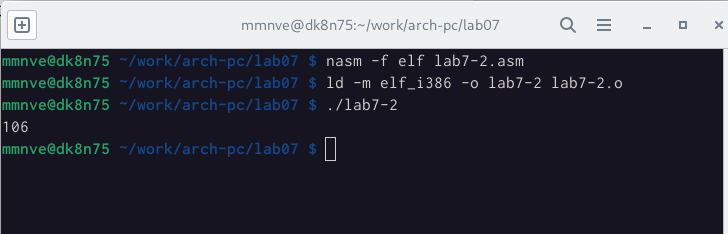 mmnve@dk8n75:~/work/arch-pc/lab07
mmnve@dk8n75 ~/work/arch-pc/lab07 $ nasm -f elf lab7-2.asm
mmnve@dk8n75 ~/work/arch-pc/lab07 $ ld -m elf_i386 -o lab7-2 lab7-2.o
mmnve@dk8n75 ~/work/arch-pc/lab07 $ ./lab7-2
106
mmnve@dk8n75 ~/work/arch-pc/lab07 $